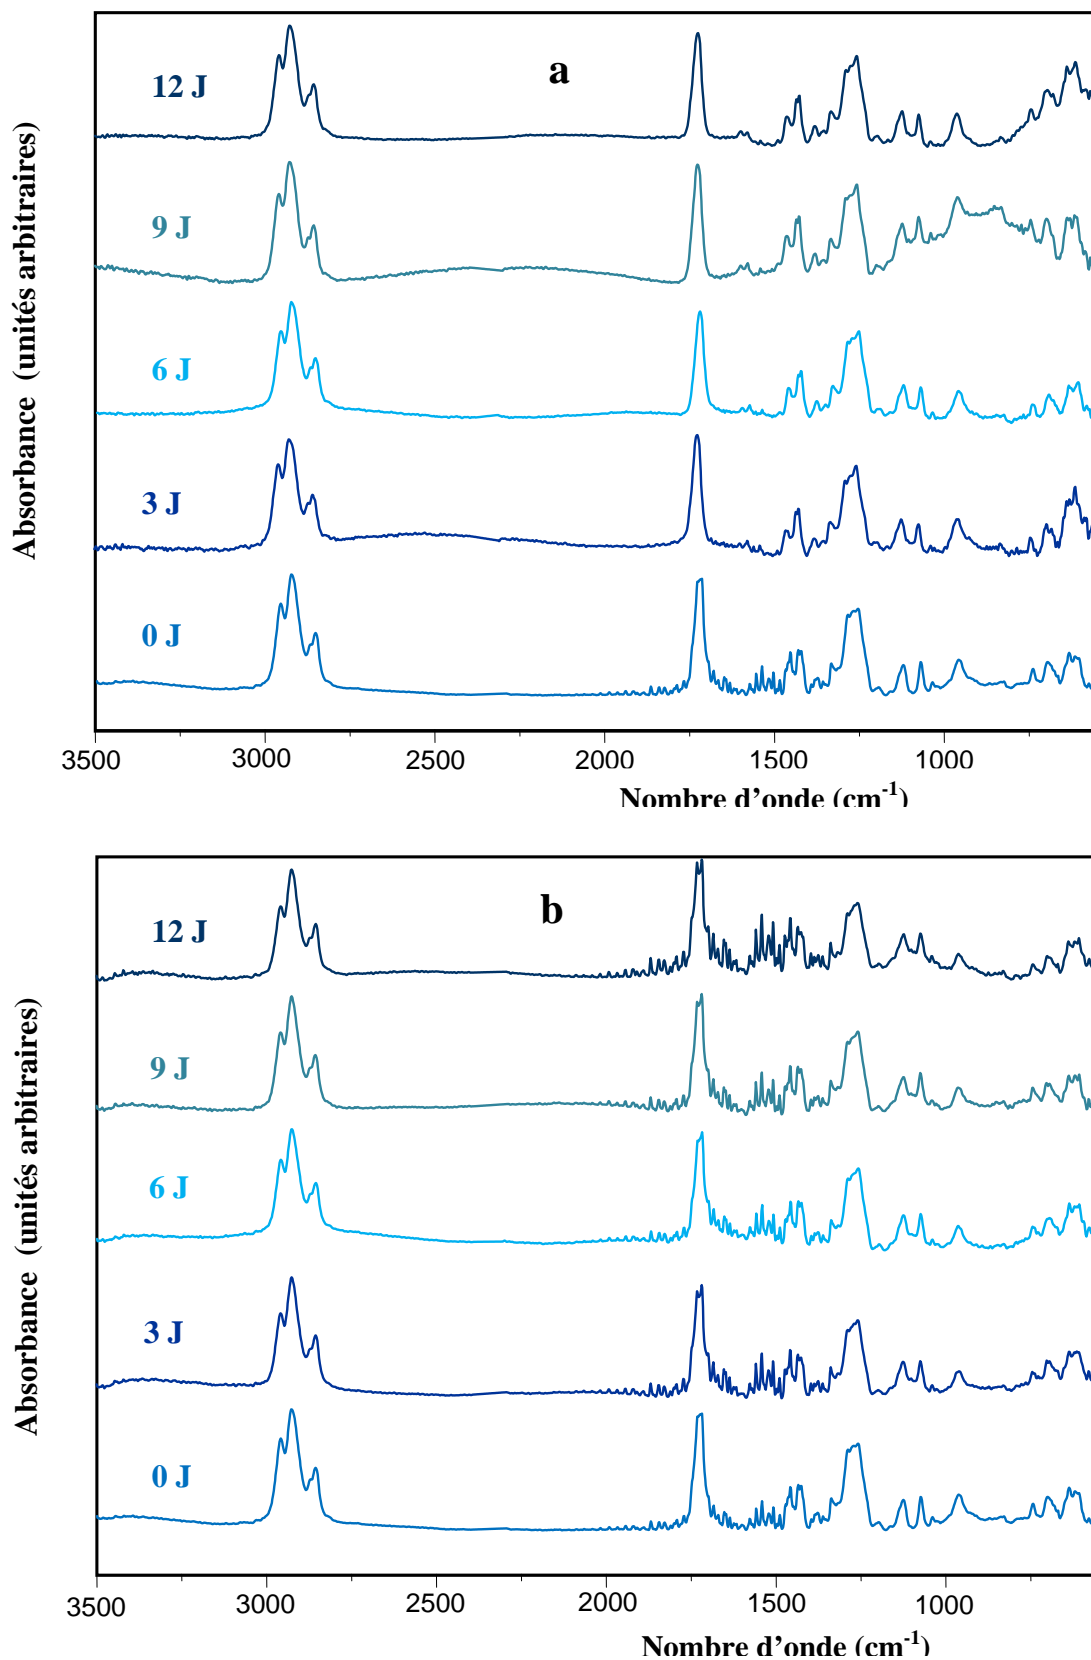 a
12 J
9 J
6 J
3 J
0 J
Absorbance (unités arbitraires)
3500 3000 2500 2000 1500 1000
Nombre d'onde (cm-1)
b
12 J
9 J
6 J
3 J
0 J
Absorbance (unités arbitraires)
3500 3000 2500 2000 1500 1000
Nombre d'onde (cm-1)